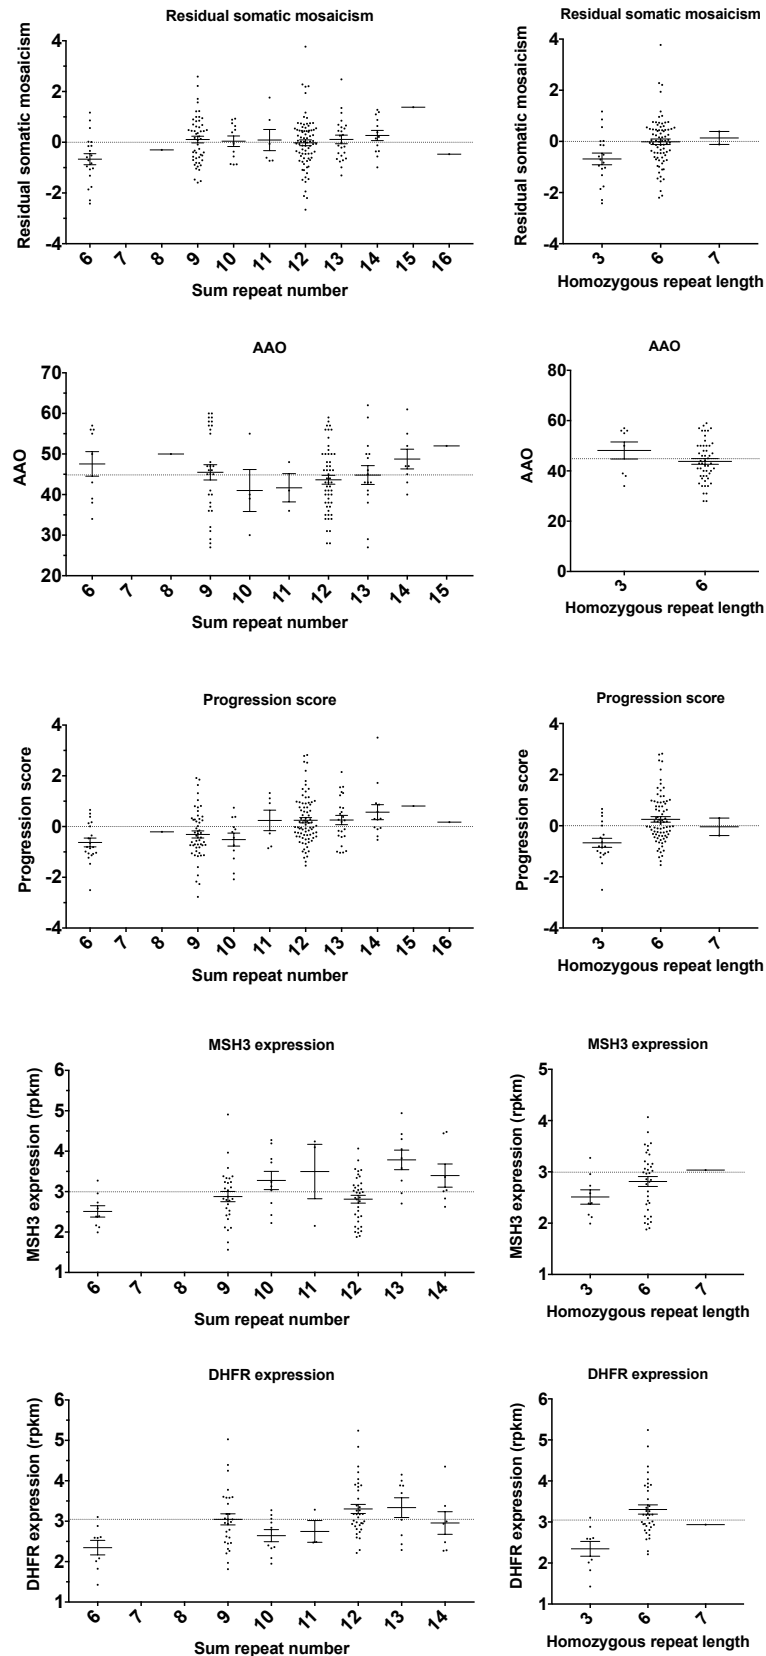 Residual somatic mosaicism
Residual somatic mosaicism
4
2
0
-2
-4
6 7 8 9 10 11 12 13 14 15 16
Sum repeat number
Residual somatic mosaicism
Residual somatic mosaicism
4
2
0
-2
-4
3 6 7
Homozygous repeat length
AAO
AAO
70
60
50
40
30
20
6 7 8 9 10 11 12 13 14 15
Sum repeat number
AAO
AAO
80
60
40
20
0
3 6
Homozygous repeat length
Progression score
Progression score
4
2
0
-2
-4
6 7 8 9 10 11 12 13 14 15 16
Sum repeat number
Progression score
Progression score
4
2
0
-2
-4
3 6 7
Homozygous repeat length
MSH3 expression
MSH3 expression (rpkm)
6
5
4
3
2
1
6 7 8 9 10 11 12 13 14
Sum repeat number
MSH3 expression
MSH3 expression (rpkm)
5
4
3
2
1
3 6 7
Homozygous repeat length
DHFR expression
DHFR expression (rpkm)
6
5
4
3
2
1
6 7 8 9 10 11 12 13 14
Sum repeat number
DHFR expression
DHFR expression (rpkm)
6
5
4
3
2
1
3 6 7
Homozygous repeat length